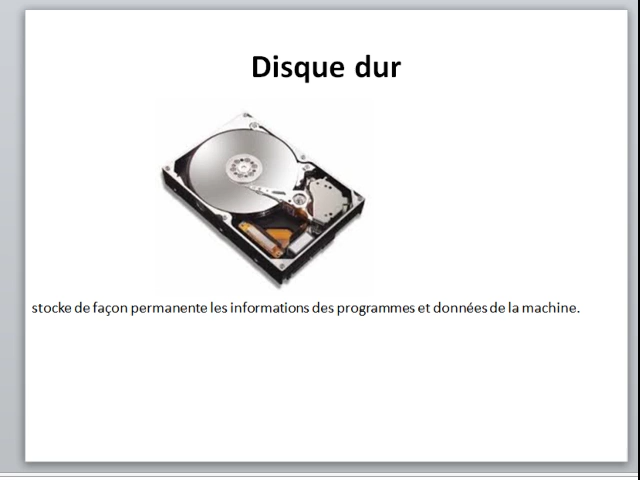 Disque dur
stocke de façon permanente les informations des programmes et données de la machine.